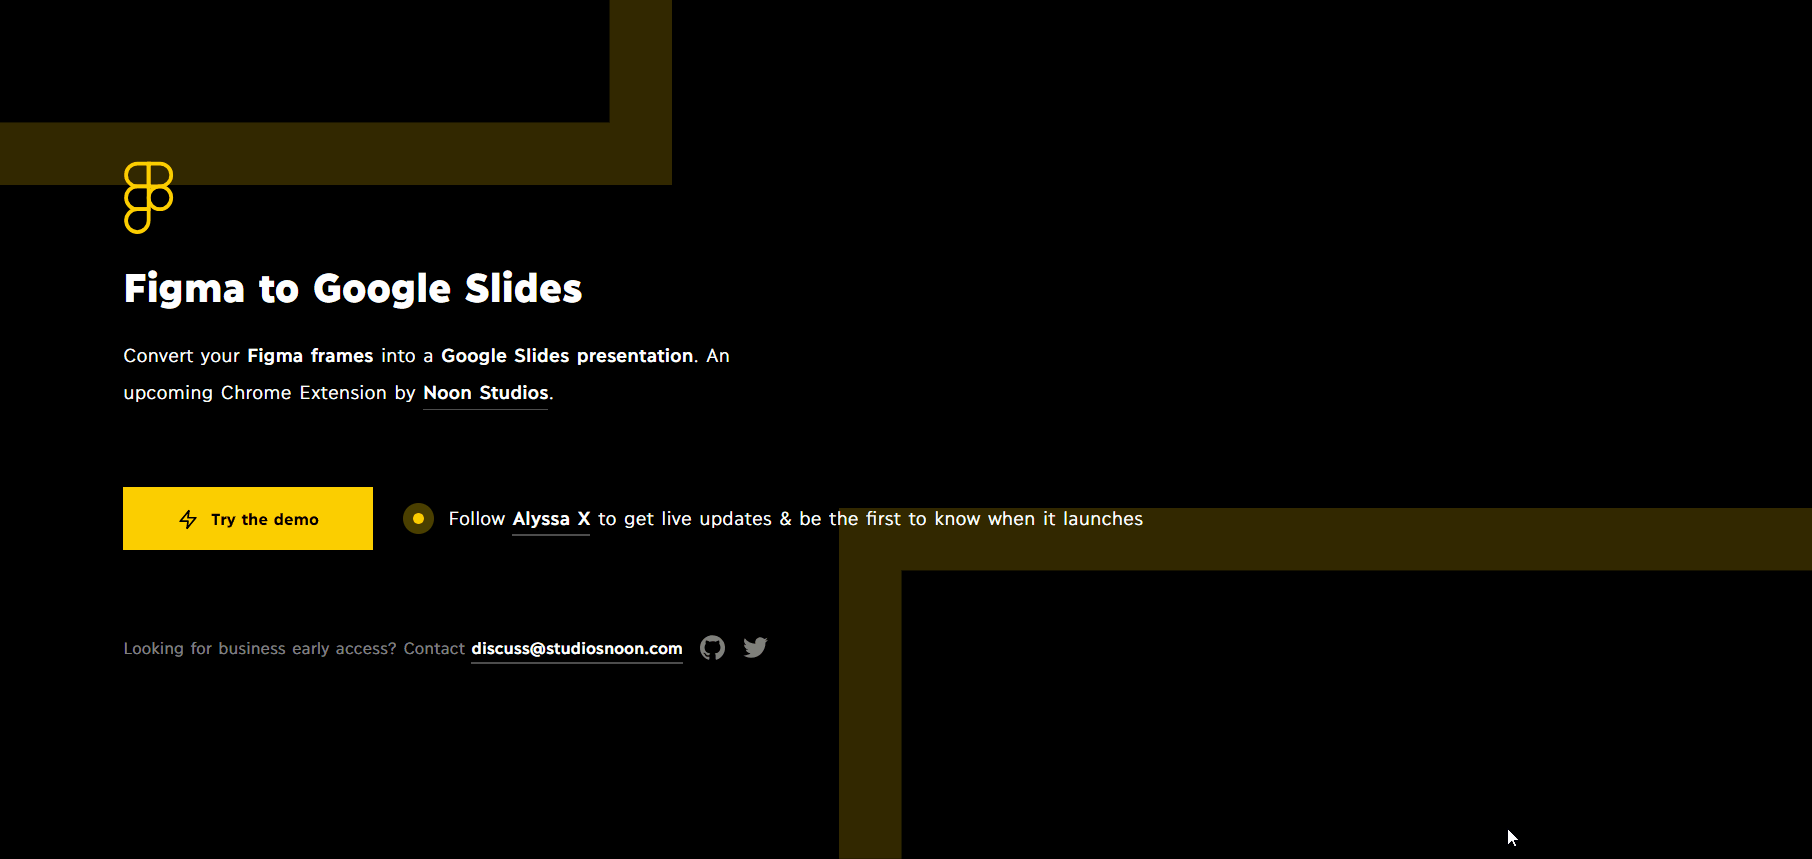 Figma to Google Slides
Convert your Figma frames into a Google Slides presentation. An
upcoming Chrome Extension by Noon Studios.
Try the demo
Follow Alyssa X to get live updates & be the first to know when it launches
Looking for business early access? Contact discuss@studiosnoon.com